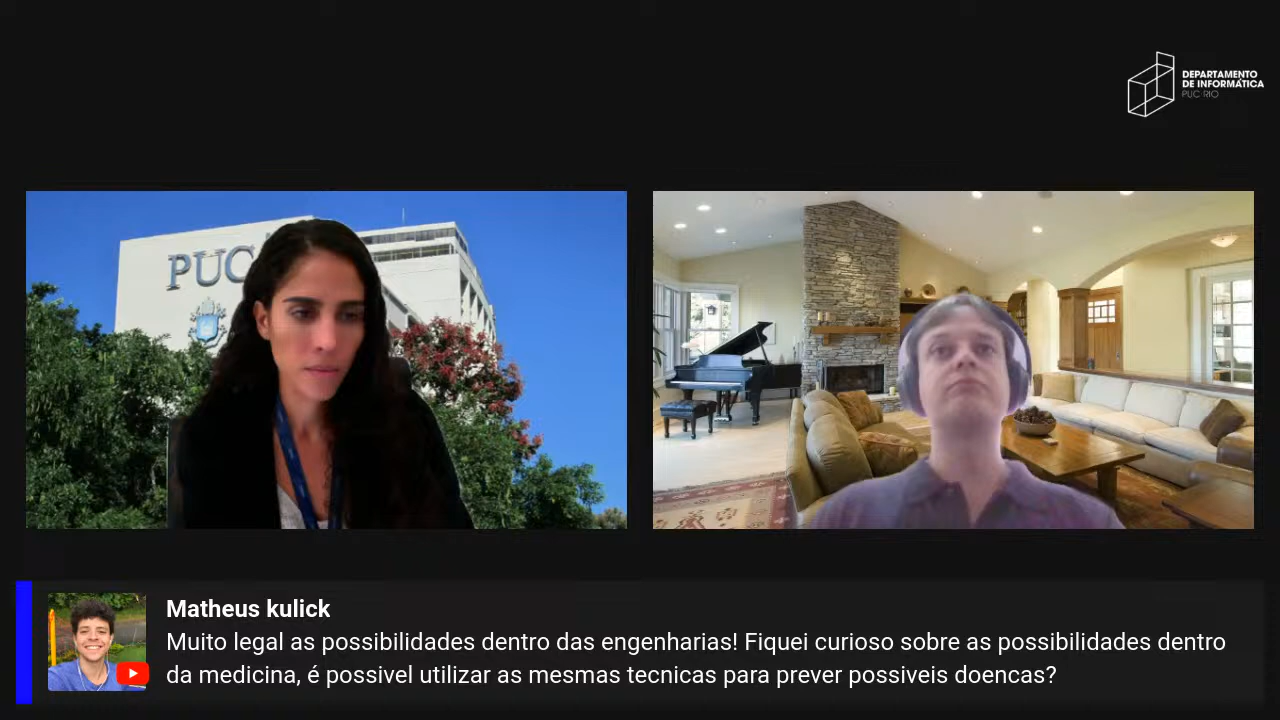 DEPARTAMENTO
DE INFORMÁTICA
PUC-RIO
PUC
Matheus kulick
Muito legal as possibilidades dentro das engenharias! Fiquei curioso sobre as possibilidades dentro
da medicina, é possivel utilizar as mesmas tecnicas para prever possiveis doencas?